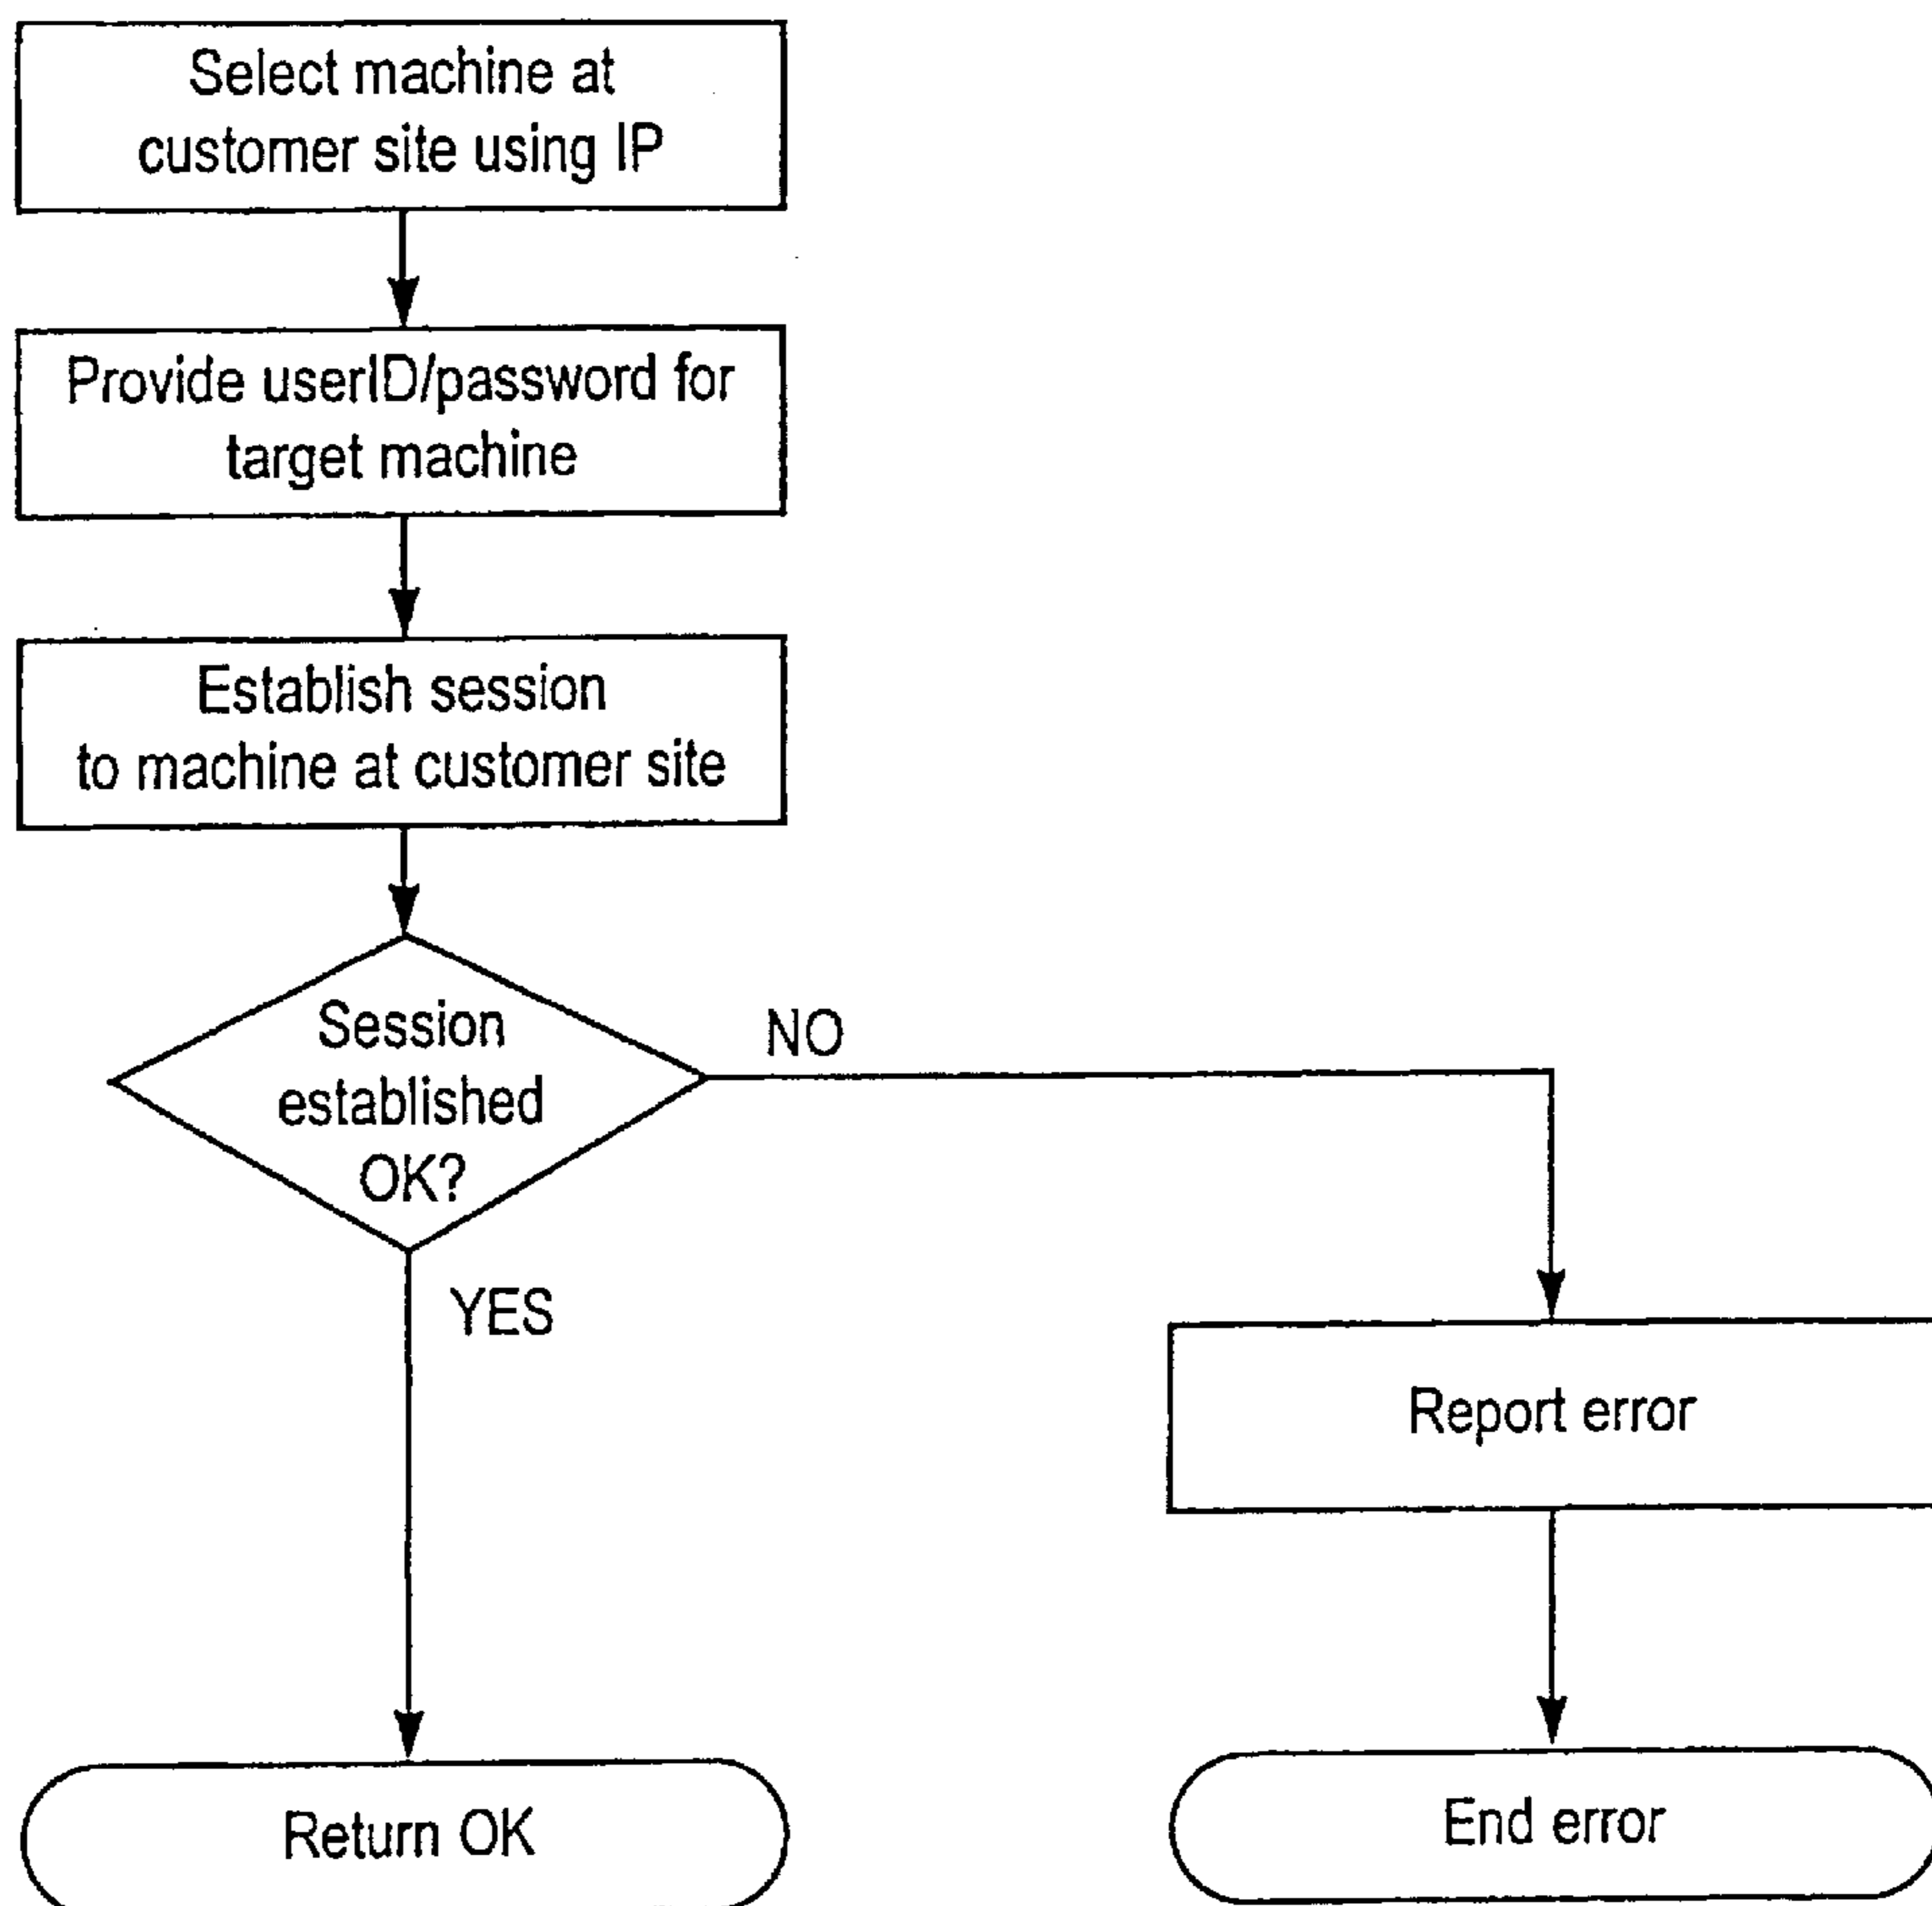 Select machine at
customer site using IP
Provide userID/password for
target machine
Establish session
to machine at customer site
Session
established
OK?
NO
YES
Report error
Return OK
End error